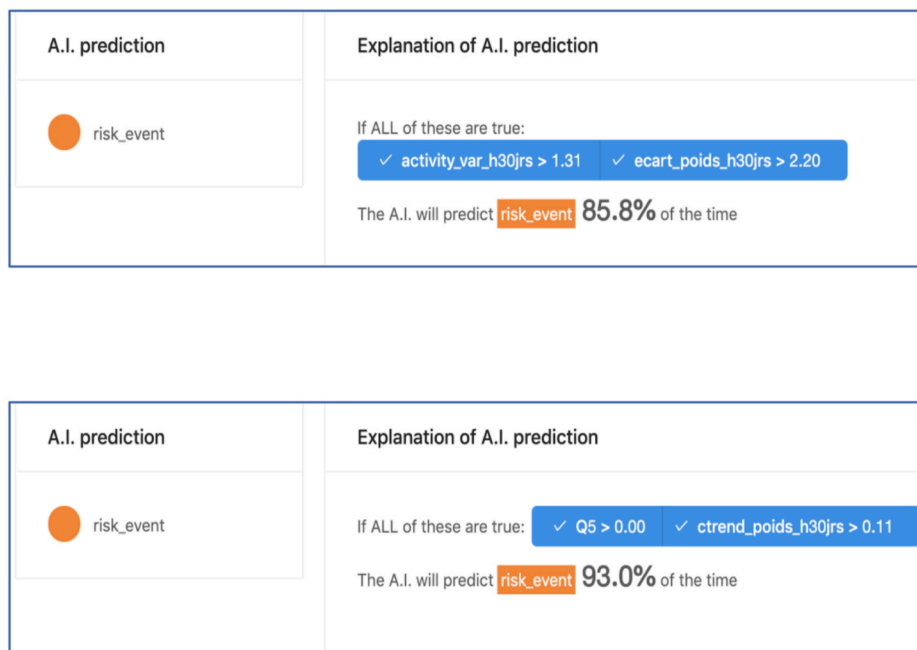 A.I. prediction
Explanation of A.I. prediction
risk_event
If ALL of these are true:
✓ activity_var_h30jrs > 1.31 ✓ ecart_poids_h30jrs > 2.20
The A.I. will predict risk_event 85.8% of the time
A.I. prediction
Explanation of A.I. prediction
risk_event
If ALL of these are true: ✓ Q5 > 0.00 ✓ ctrend_poids_h30jrs > 0.11
The A.I. will predict risk_event 93.0% of the time